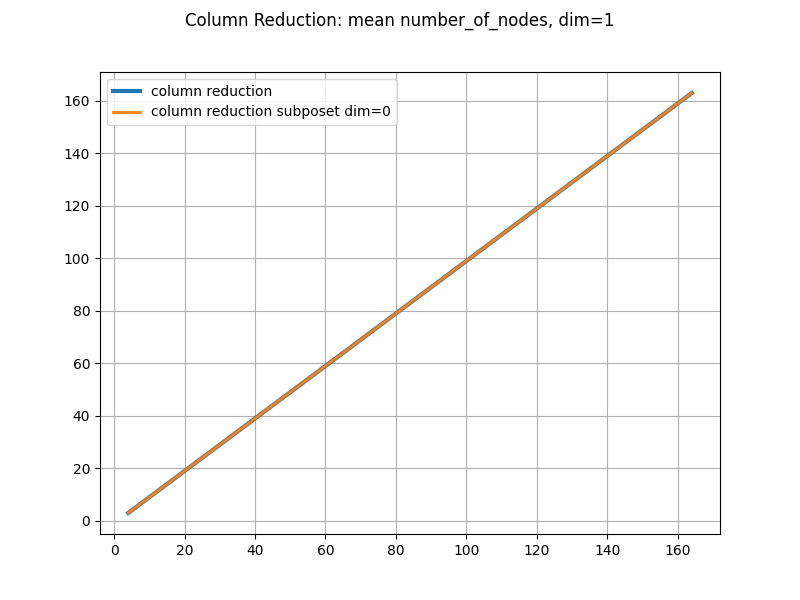 Column Reduction: mean number_of_nodes, dim=1
column reduction
column reduction subposet dim=0
160
140
120
100
80
60
40
20
0
0 20 40 60 80 100 120 140 160